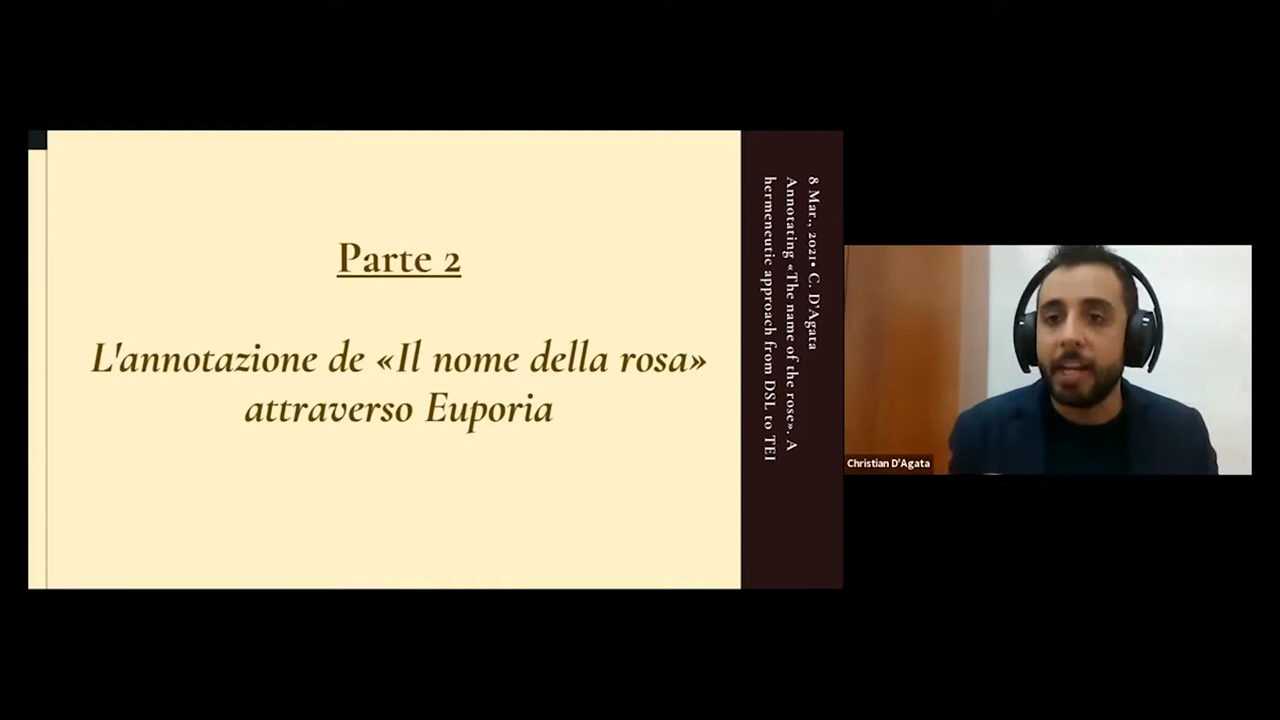 Parte 2
L'annotazione de «Il nome della rosa»
attraverso Euporia
8 Mar., 2021• C. D'Agata
Annotating «The name of the rose». A
hermeneutic approach from DSL to TEI
Christian D'Agata